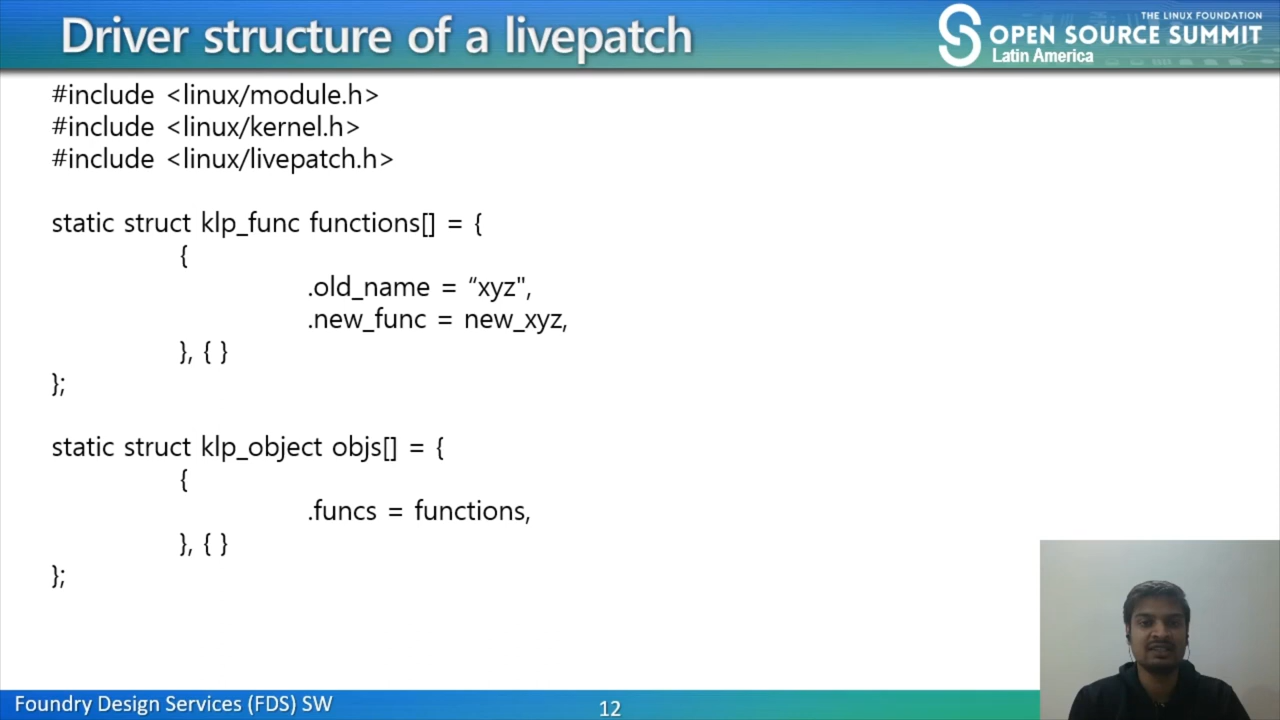 Driver structure of a livepatch
THE LINUX FOUNDATION
OPEN SOURCE SUMMIT
Latin America
#include <linux/module.h>
#include <linux/kernel.h>
#include <linux/livepatch.h>
static struct klp_func functions[] = {
{
.old_name = “xyz",
.new_func = new_xyz,
}, { }
};
static struct klp_object objs[] = {
{
.funcs = functions,
}, { }
};
Foundry Design Services (FDS) SW
12